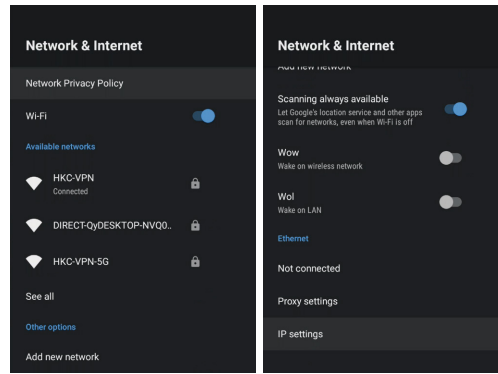 Network & Internet
Network Privacy Policy
Wi-Fi
Available networks
HKC-VPN
Connected
DIRECT-QyDESKTOP-NVQ0..
HKC-VPN-5G
See all
Other options
Add new network
Network & Internet
Add new network
Scanning always available
Let Google's location service and other apps
scan for networks, even when Wi-Fi is off
Wow
Wake on wireless network
Wol
Wake on LAN
Ethernet
Not connected
Proxy settings
IP settings